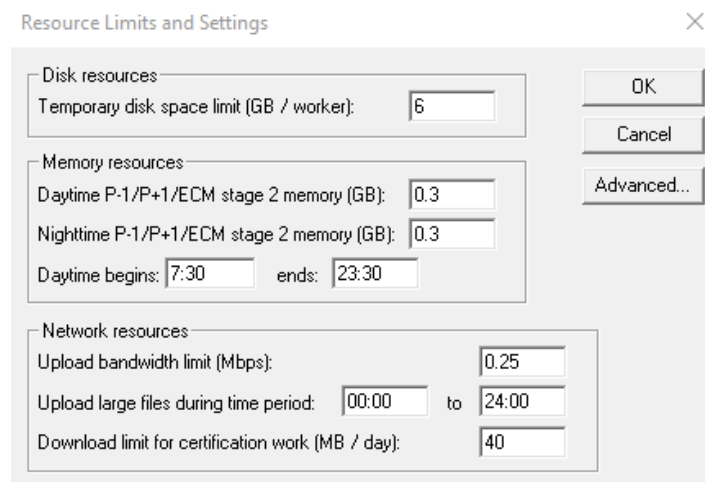 Resource Limits and Settings
Disk resources
Temporary disk space limit (GB / worker): 6
OK
Cancel
Advanced...
Memory resources
Daytime P-1/P+1/ECM stage 2 memory (GB): 0.3
Nighttime P-1/P+1/ECM stage 2 memory (GB): 0.3
Daytime begins: 7:30 ends: 23:30
Network resources
Upload bandwidth limit (Mbps): 0.25
Upload large files during time period: 00:00 to 24:00
Download limit for certification work (MB / day): 40